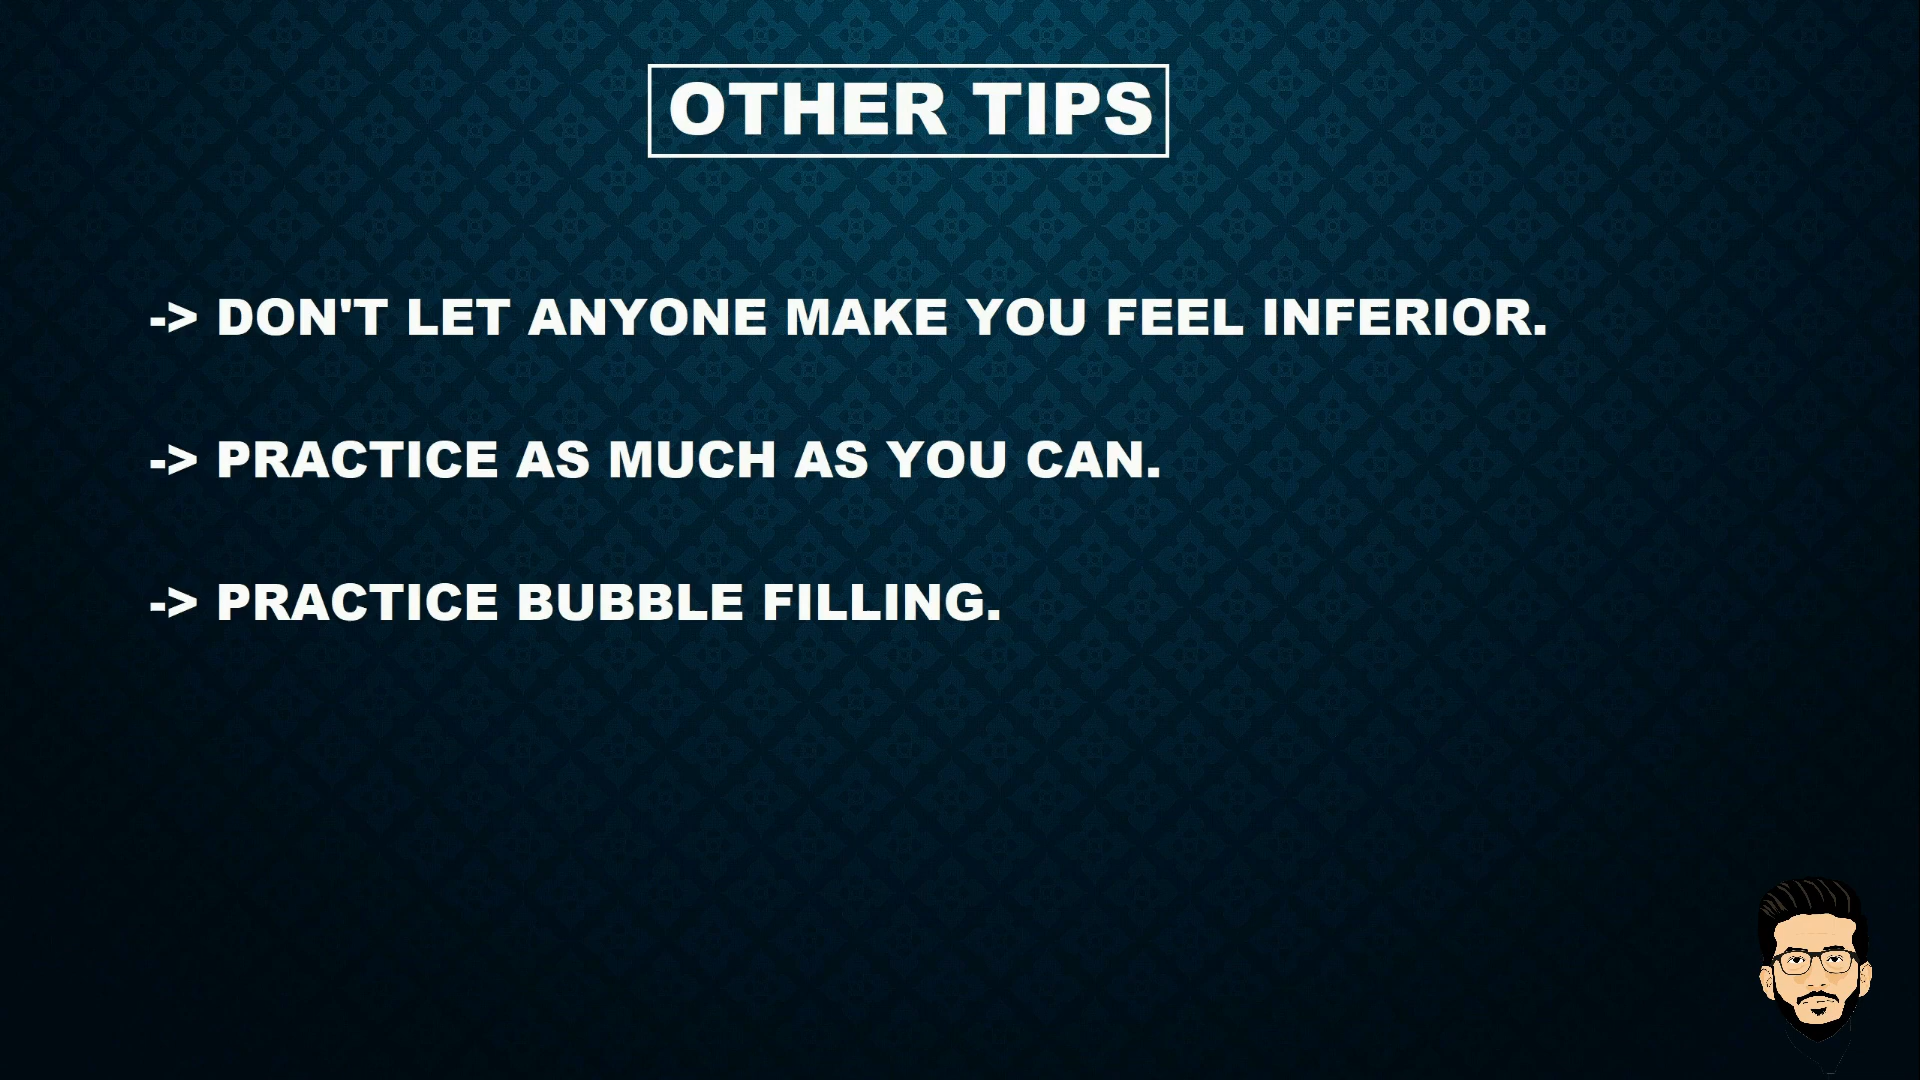 OTHER TIPS
-> DON'T LET ANYONE MAKE YOU FEEL INFERIOR.
-> PRACTICE AS MUCH AS YOU CAN.
-> PRACTICE BUBBLE FILLING.